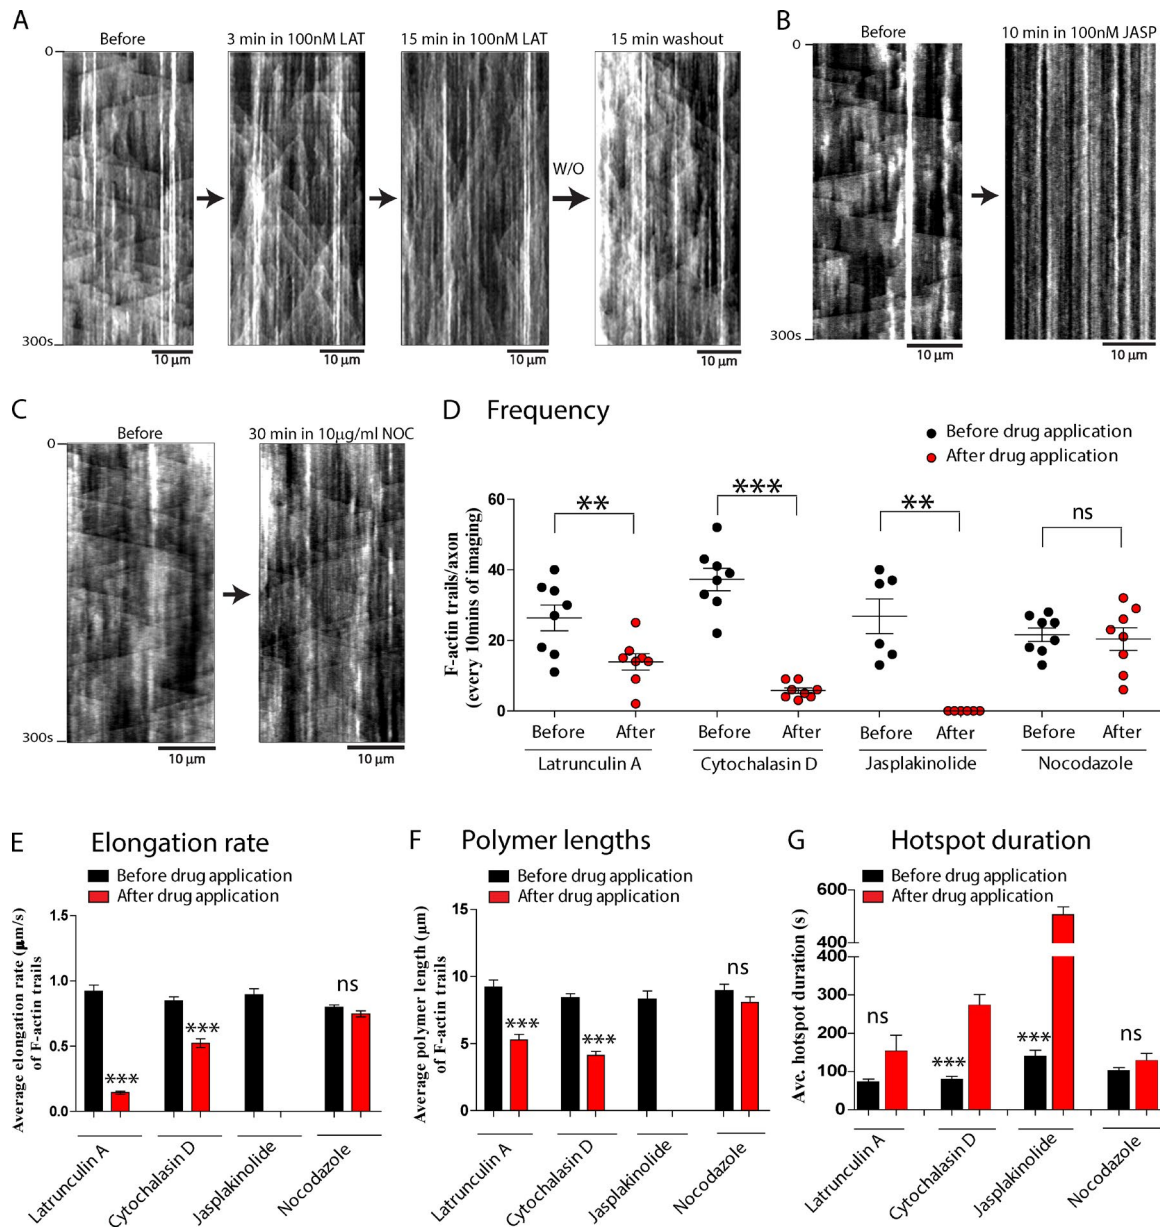 A
Before
3 min in 100nM LAT
15 min in 100nM LAT
15 min washout
0
300s
W/O
10 μm
10 μm
10 μm
10 μm
B
Before
10 min in 100nM JASP
0
300s
10 μm
10 μm
C
Before
30 min in 10μg/ml NOC
0
300s
10 μm
10 μm
D Frequency
Before drug application
After drug application
F-actin trails/axon
(every 10mins of imaging)
60
40
20
0
**
***
**
ns
Before After Before After Before After Before After
Latrunculin A Cytochalasin D Jasplakinolide Nocodazole
E Elongation rate
Before drug application
After drug application
Average elongation rate (μm/s)
of F-actin trails
1.5
1.0
0.5
0.0
***
***
ns
Latrunculin A
Cytochalasin D
Jasplakinolide
Nocodazole
F Polymer lengths
Before drug application
After drug application
Average polymer length (μm)
of F-actin trails
15
10
5
0
***
***
ns
Latrunculin A
Cytochalasin D
Jasplakinolide
Nocodazole
G Hotspot duration
Before drug application
After drug application
Ave. hotspot duration (s)
600
400
400
300
200
100
0
ns
***
***
ns
Latrunculin A
Cytochalasin D
Jasplakinolide
Nocodazole